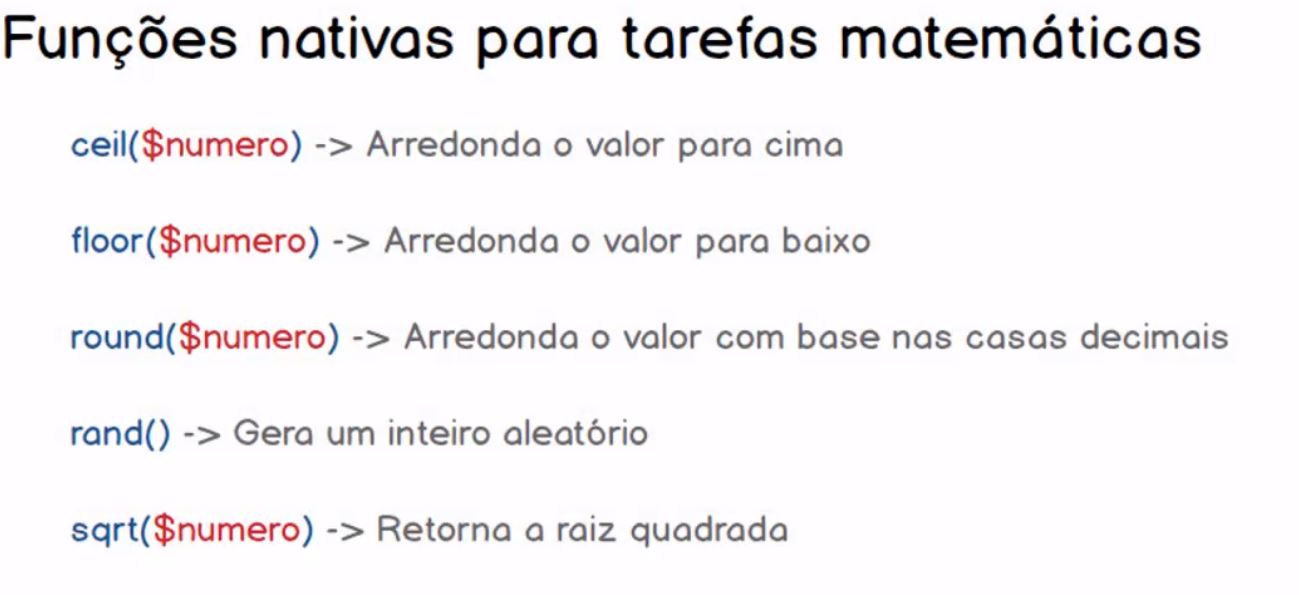 Funções nativas para tarefas matemáticas
ceil($numero) -> Arredonda o valor para cima
floor($numero) -> Arredonda o valor para baixo
round($numero) -> Arredonda o valor com base nas casas decimais
rand() -> Gera um inteiro aleatório
sqrt($numero) -> Retorna a raiz quadrada